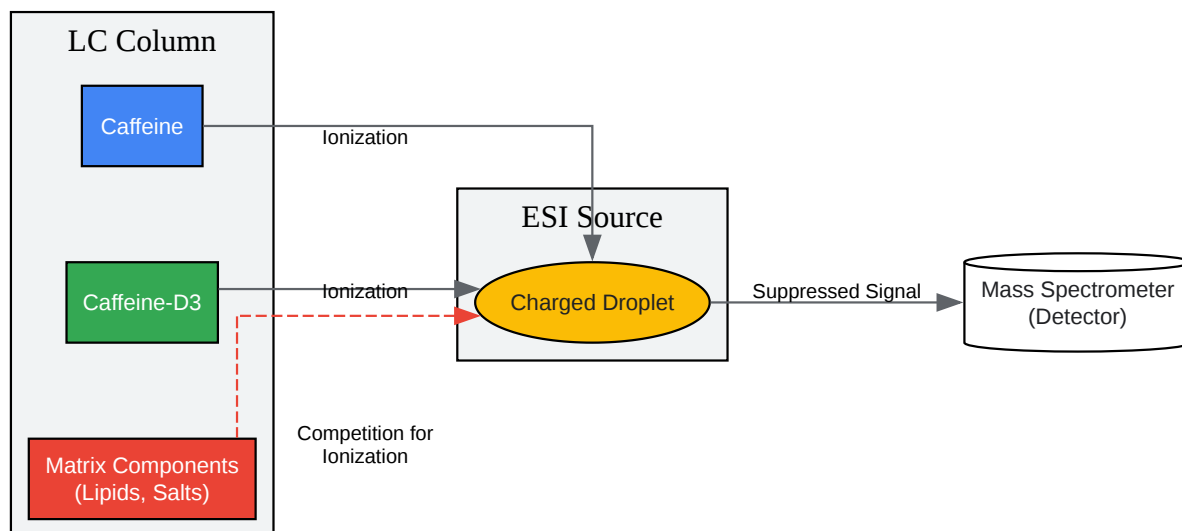 LC Column
Caffeine
Ionization
ESI Source
Caffeine-D3
Ionization
Charged Droplet
Suppressed Signal
Mass Spectrometer
(Detector)
Competition for
Ionization
Matrix Components
(Lipids, Salts)